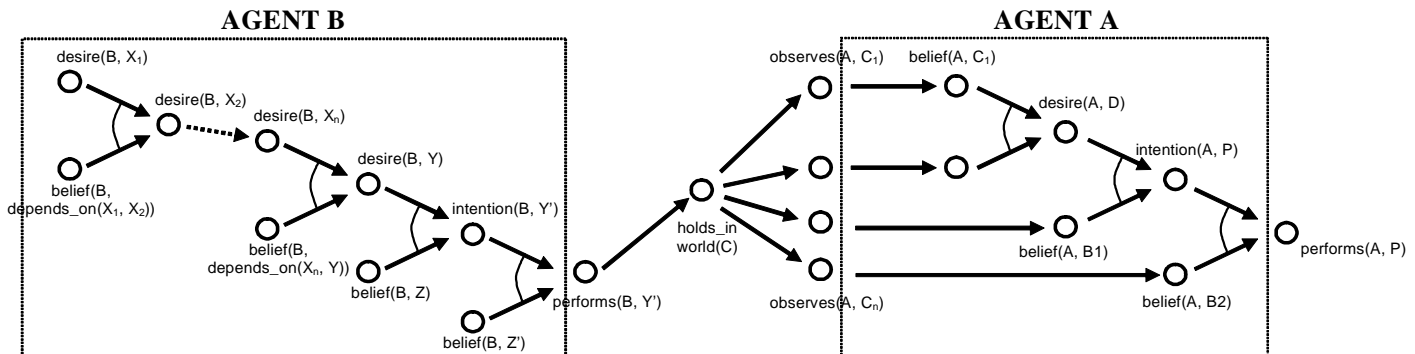 AGENT B
desire(B, X₁)
desire(B, X₂)
belief(B,
depends_on(X₁, X₂))
desire(B, Xₙ)
desire(B, Y)
belief(B,
depends_on(Xₙ, Y))
intention(B, Y')
belief(B, Z)
belief(B, Z')
performs(B, Y')
holds_in
world(C)
observes(A, C₁)
observes(A, Cₙ)
AGENT A
belief(A, C₁)
desire(A, D)
intention(A, P)
belief(A, B1)
belief(A, B2)
performs(A, P)